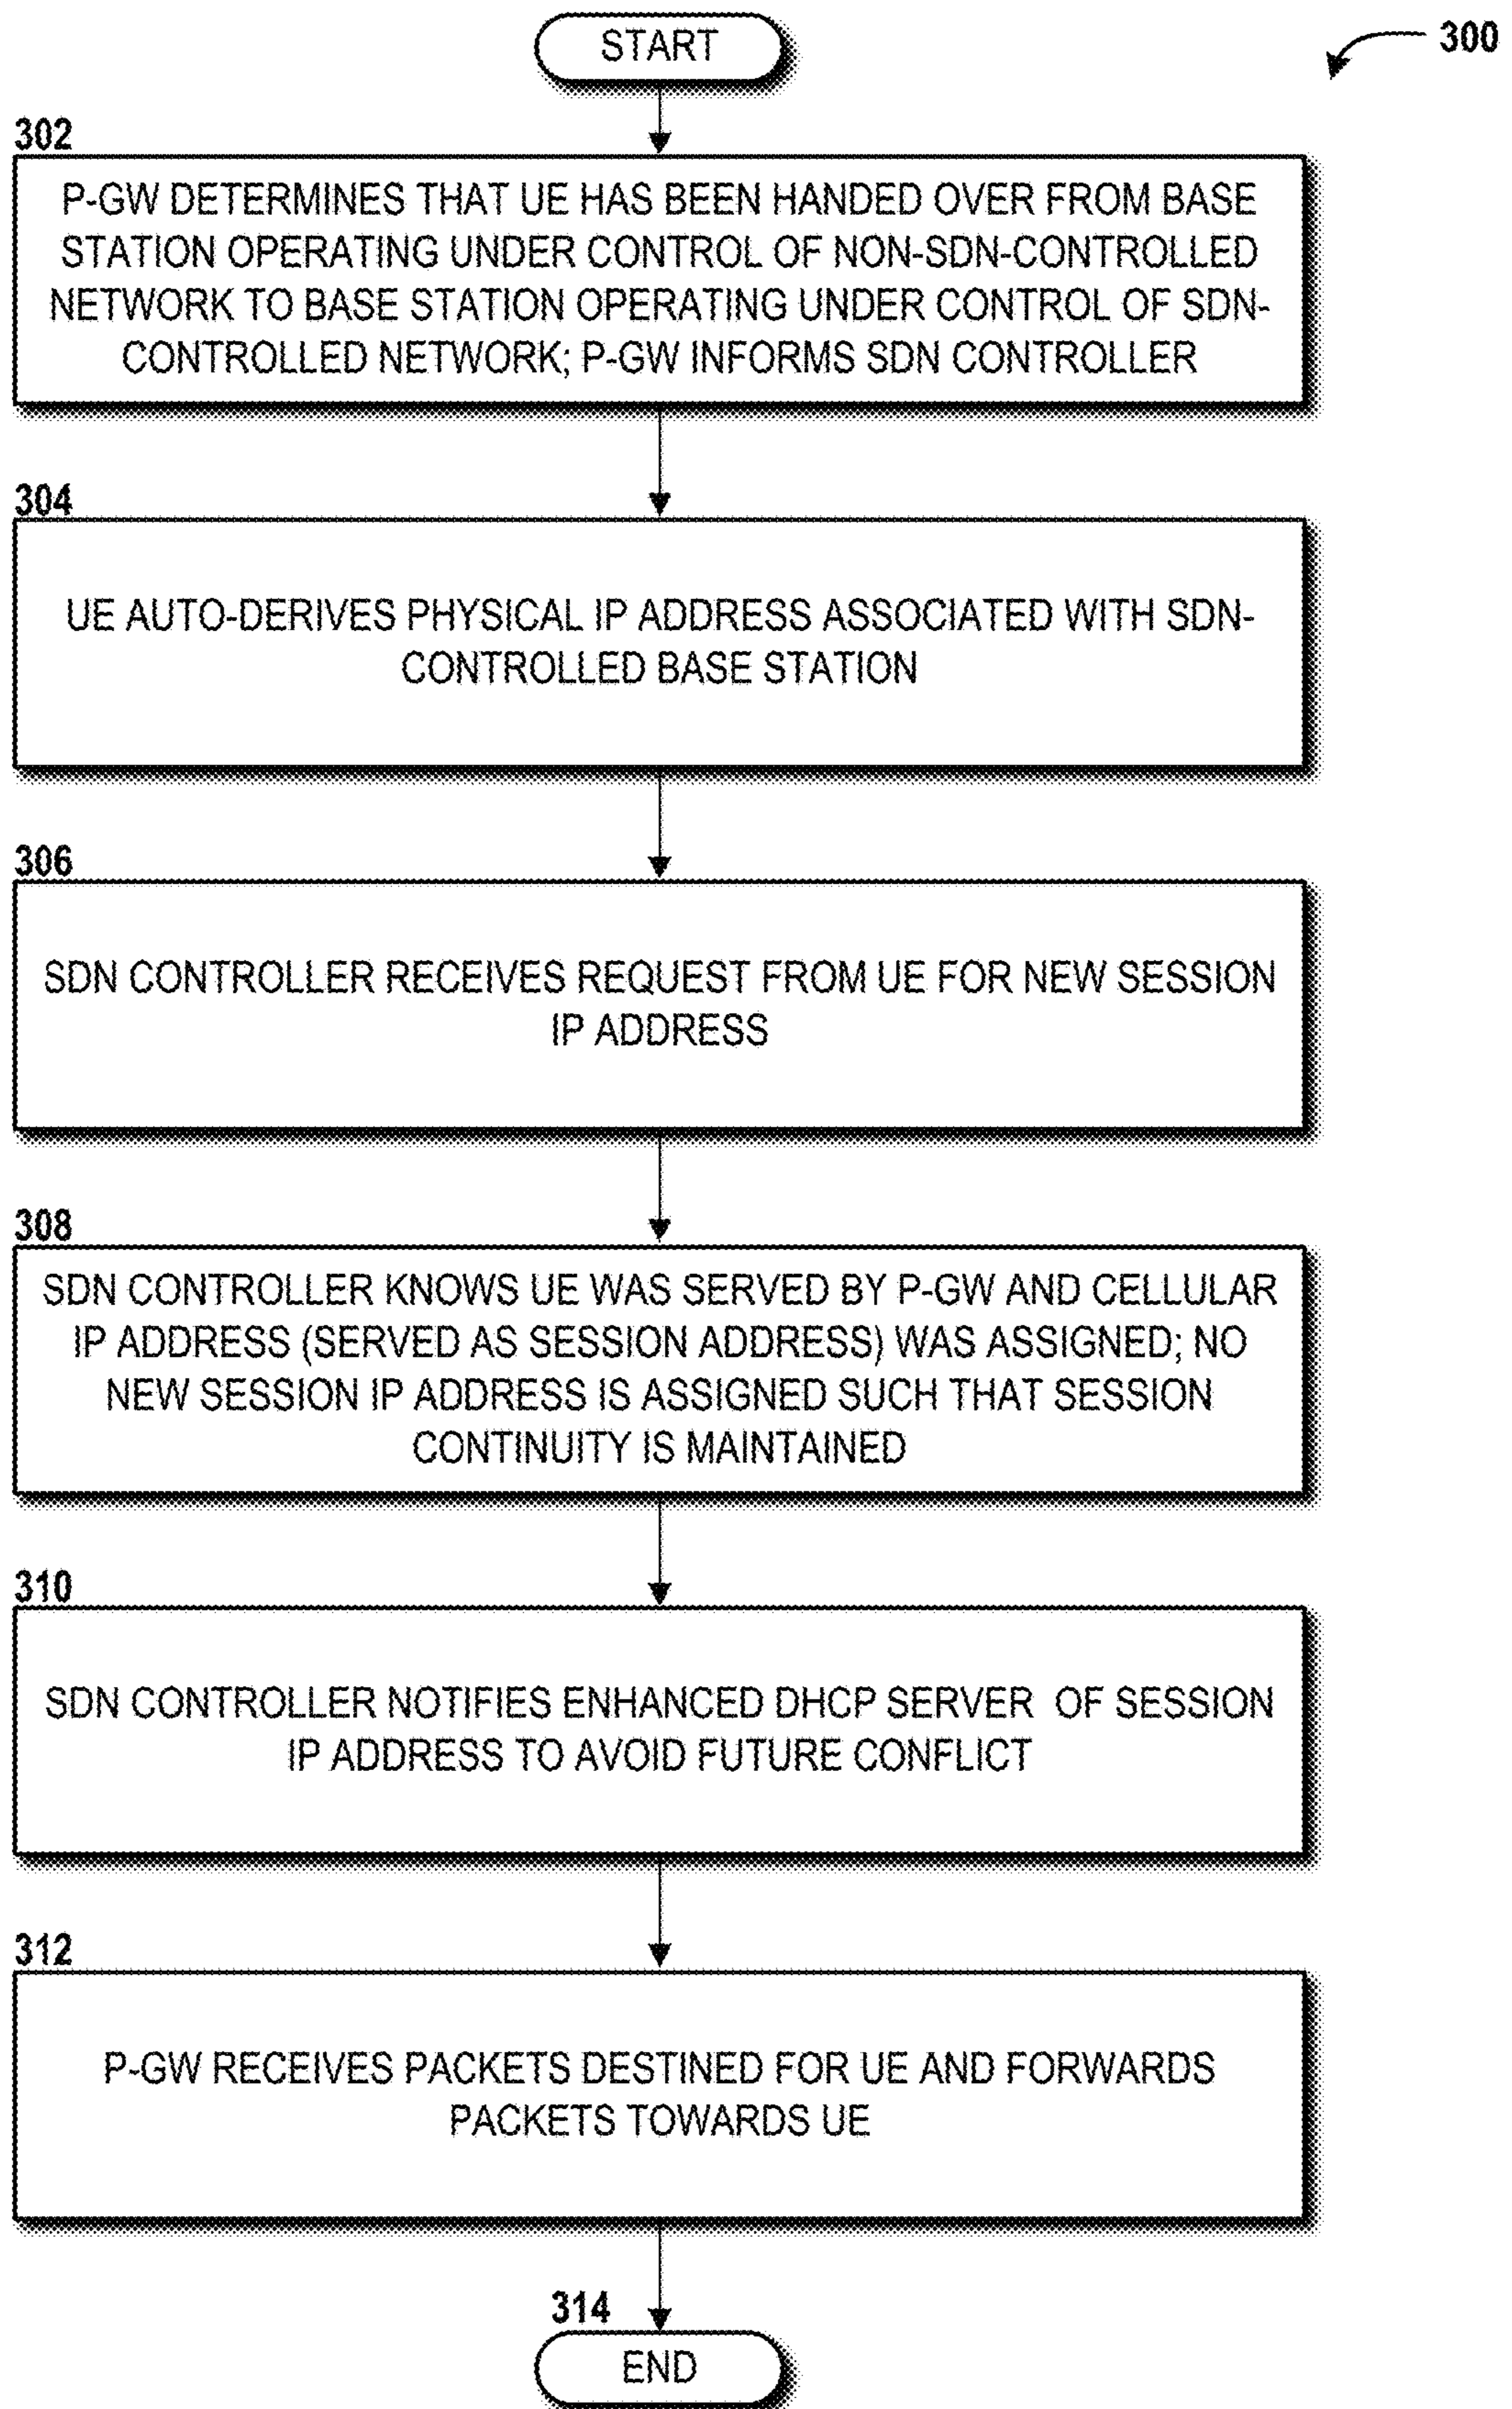 START
300
302
P-GW DETERMINES THAT UE HAS BEEN HANDED OVER FROM BASE
STATION OPERATING UNDER CONTROL OF NON-SDN-CONTROLLED
NETWORK TO BASE STATION OPERATING UNDER CONTROL OF SDN-
CONTROLLED NETWORK; P-GW INFORMS SDN CONTROLLER
304
UE AUTO-DERIVES PHYSICAL IP ADDRESS ASSOCIATED WITH SDN-
CONTROLLED BASE STATION
306
SDN CONTROLLER RECEIVES REQUEST FROM UE FOR NEW SESSION
IP ADDRESS
308
SDN CONTROLLER KNOWS UE WAS SERVED BY P-GW AND CELLULAR
IP ADDRESS (SERVED AS SESSION ADDRESS) WAS ASSIGNED; NO
NEW SESSION IP ADDRESS IS ASSIGNED SUCH THAT SESSION
CONTINUITY IS MAINTAINED
310
SDN CONTROLLER NOTIFIES ENHANCED DHCP SERVER OF SESSION
IP ADDRESS TO AVOID FUTURE CONFLICT
312
P-GW RECEIVES PACKETS DESTINED FOR UE AND FORWARDS
PACKETS TOWARDS UE
314
END